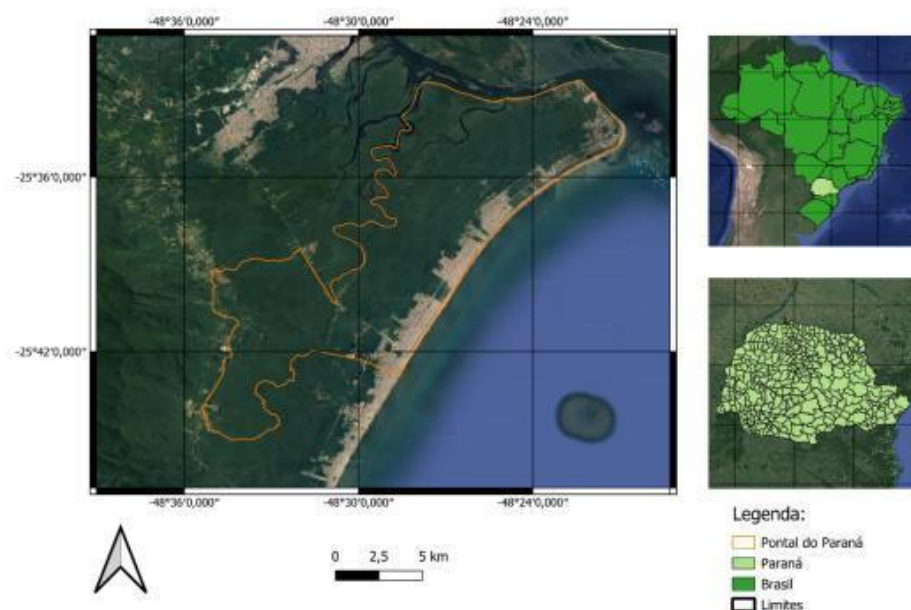 -48°36'0,000" -48°30'0,000" -48°24'0,000"
-25°36'0,000"
-25°42'0,000"
-48°36'0,000" -48°30'0,000" -48°24'0,000"
0 2,5 5 km
Legenda:
Pontal do Paraná
Paraná
Brasil
Limites